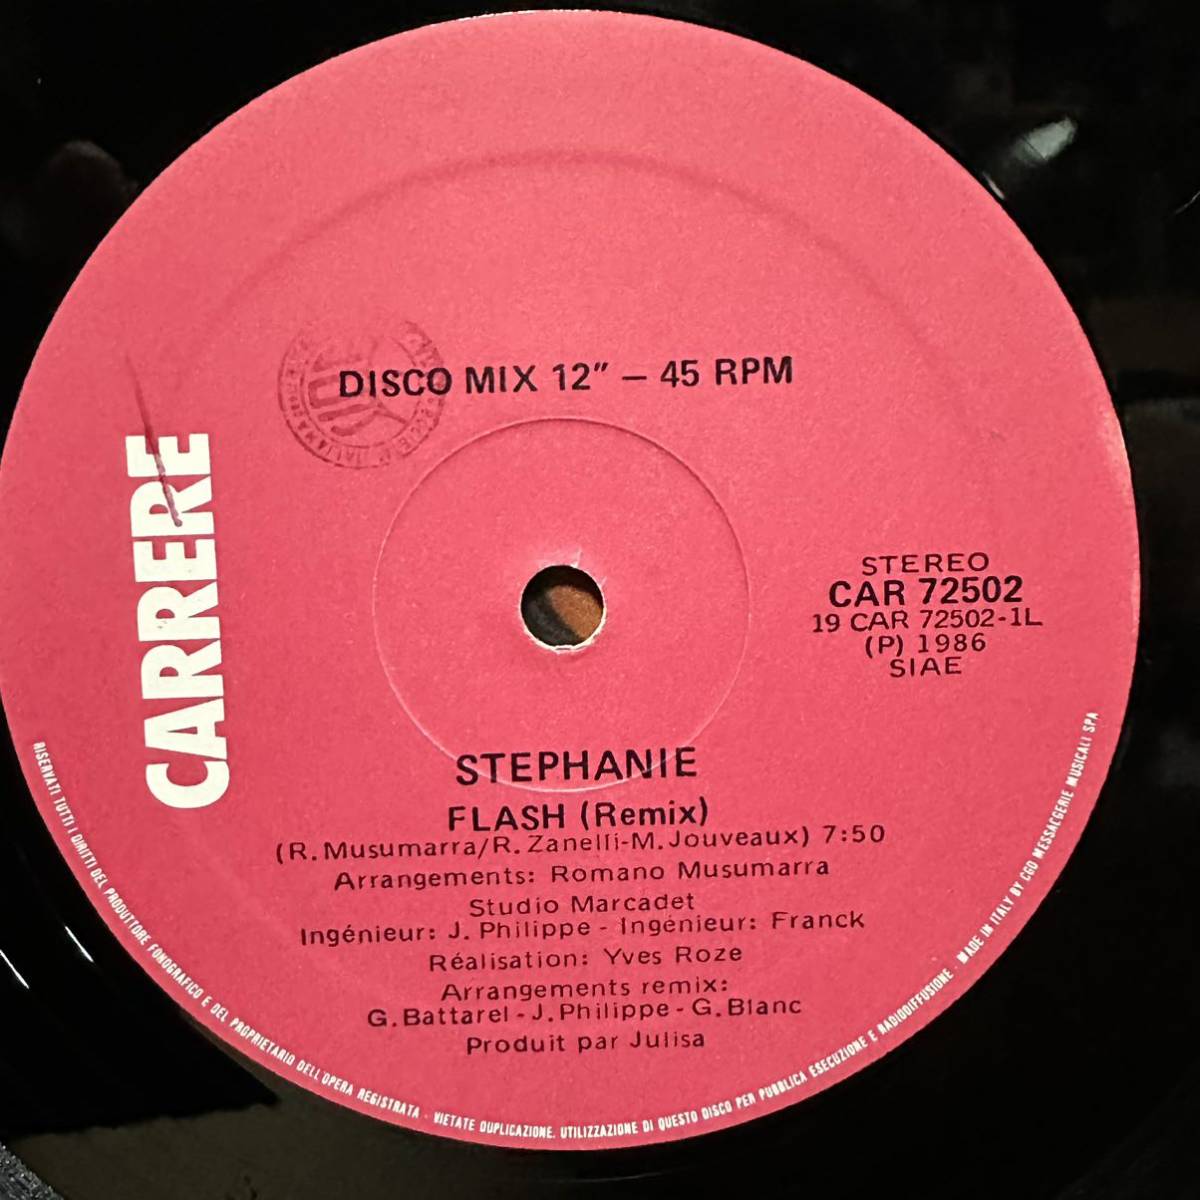 DISCO MIX 12" — 45 RPM
CARRERE
STEREO
CAR 72502
19 CAR 72502-1L
(P) 1986
SIAE
STEPHANIE
FLASH (Remix)
(R. Musumarra/R. Zanelli-M. Jouveaux) 7:50
Arrangements: Romano Musumarra
Studio Marcadet
Ingénieur: J. Philippe - Ingénieur: Franck
Réalisation: Yves Roze
Arrangements remix:
G. Battarel - J. Philippe - G. Blanc
Produit par Julisa
RISERVATI TUTTI I DIRITTI DEL PRODUTTORE FONOGRAFICO E DEL PROPRIETARIO DELL'OPERA REGISTRATA - VIETATE DUPLICAZIONE. UTILIZZAZIONE DI QUESTO DISCO PER PUBBLICA ESECUZIONE E RADIODIFFUSIONE - MADE IN ITALY BY CGD MESSAGGERIE MUSICALI SPA